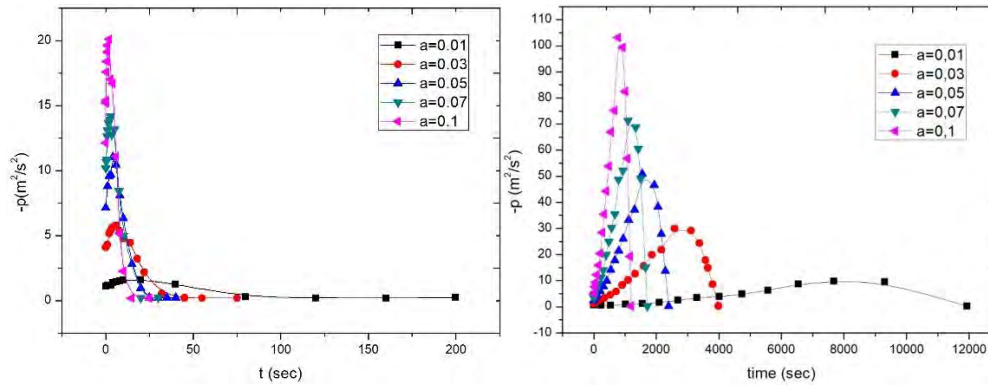 20
15
10
5
0
-p(m²/s²)
a=0.01
a=0.03
a=0.05
a=0.07
a=0.1
0 50 100 150 200
t (sec)
110
100
90
80
70
60
50
40
30
20
10
0
-10
-p (m²/s²)
a=0,01
a=0,03
a=0,05
a=0,07
a=0,1
0 2000 4000 6000 8000 10000 12000
time (sec)